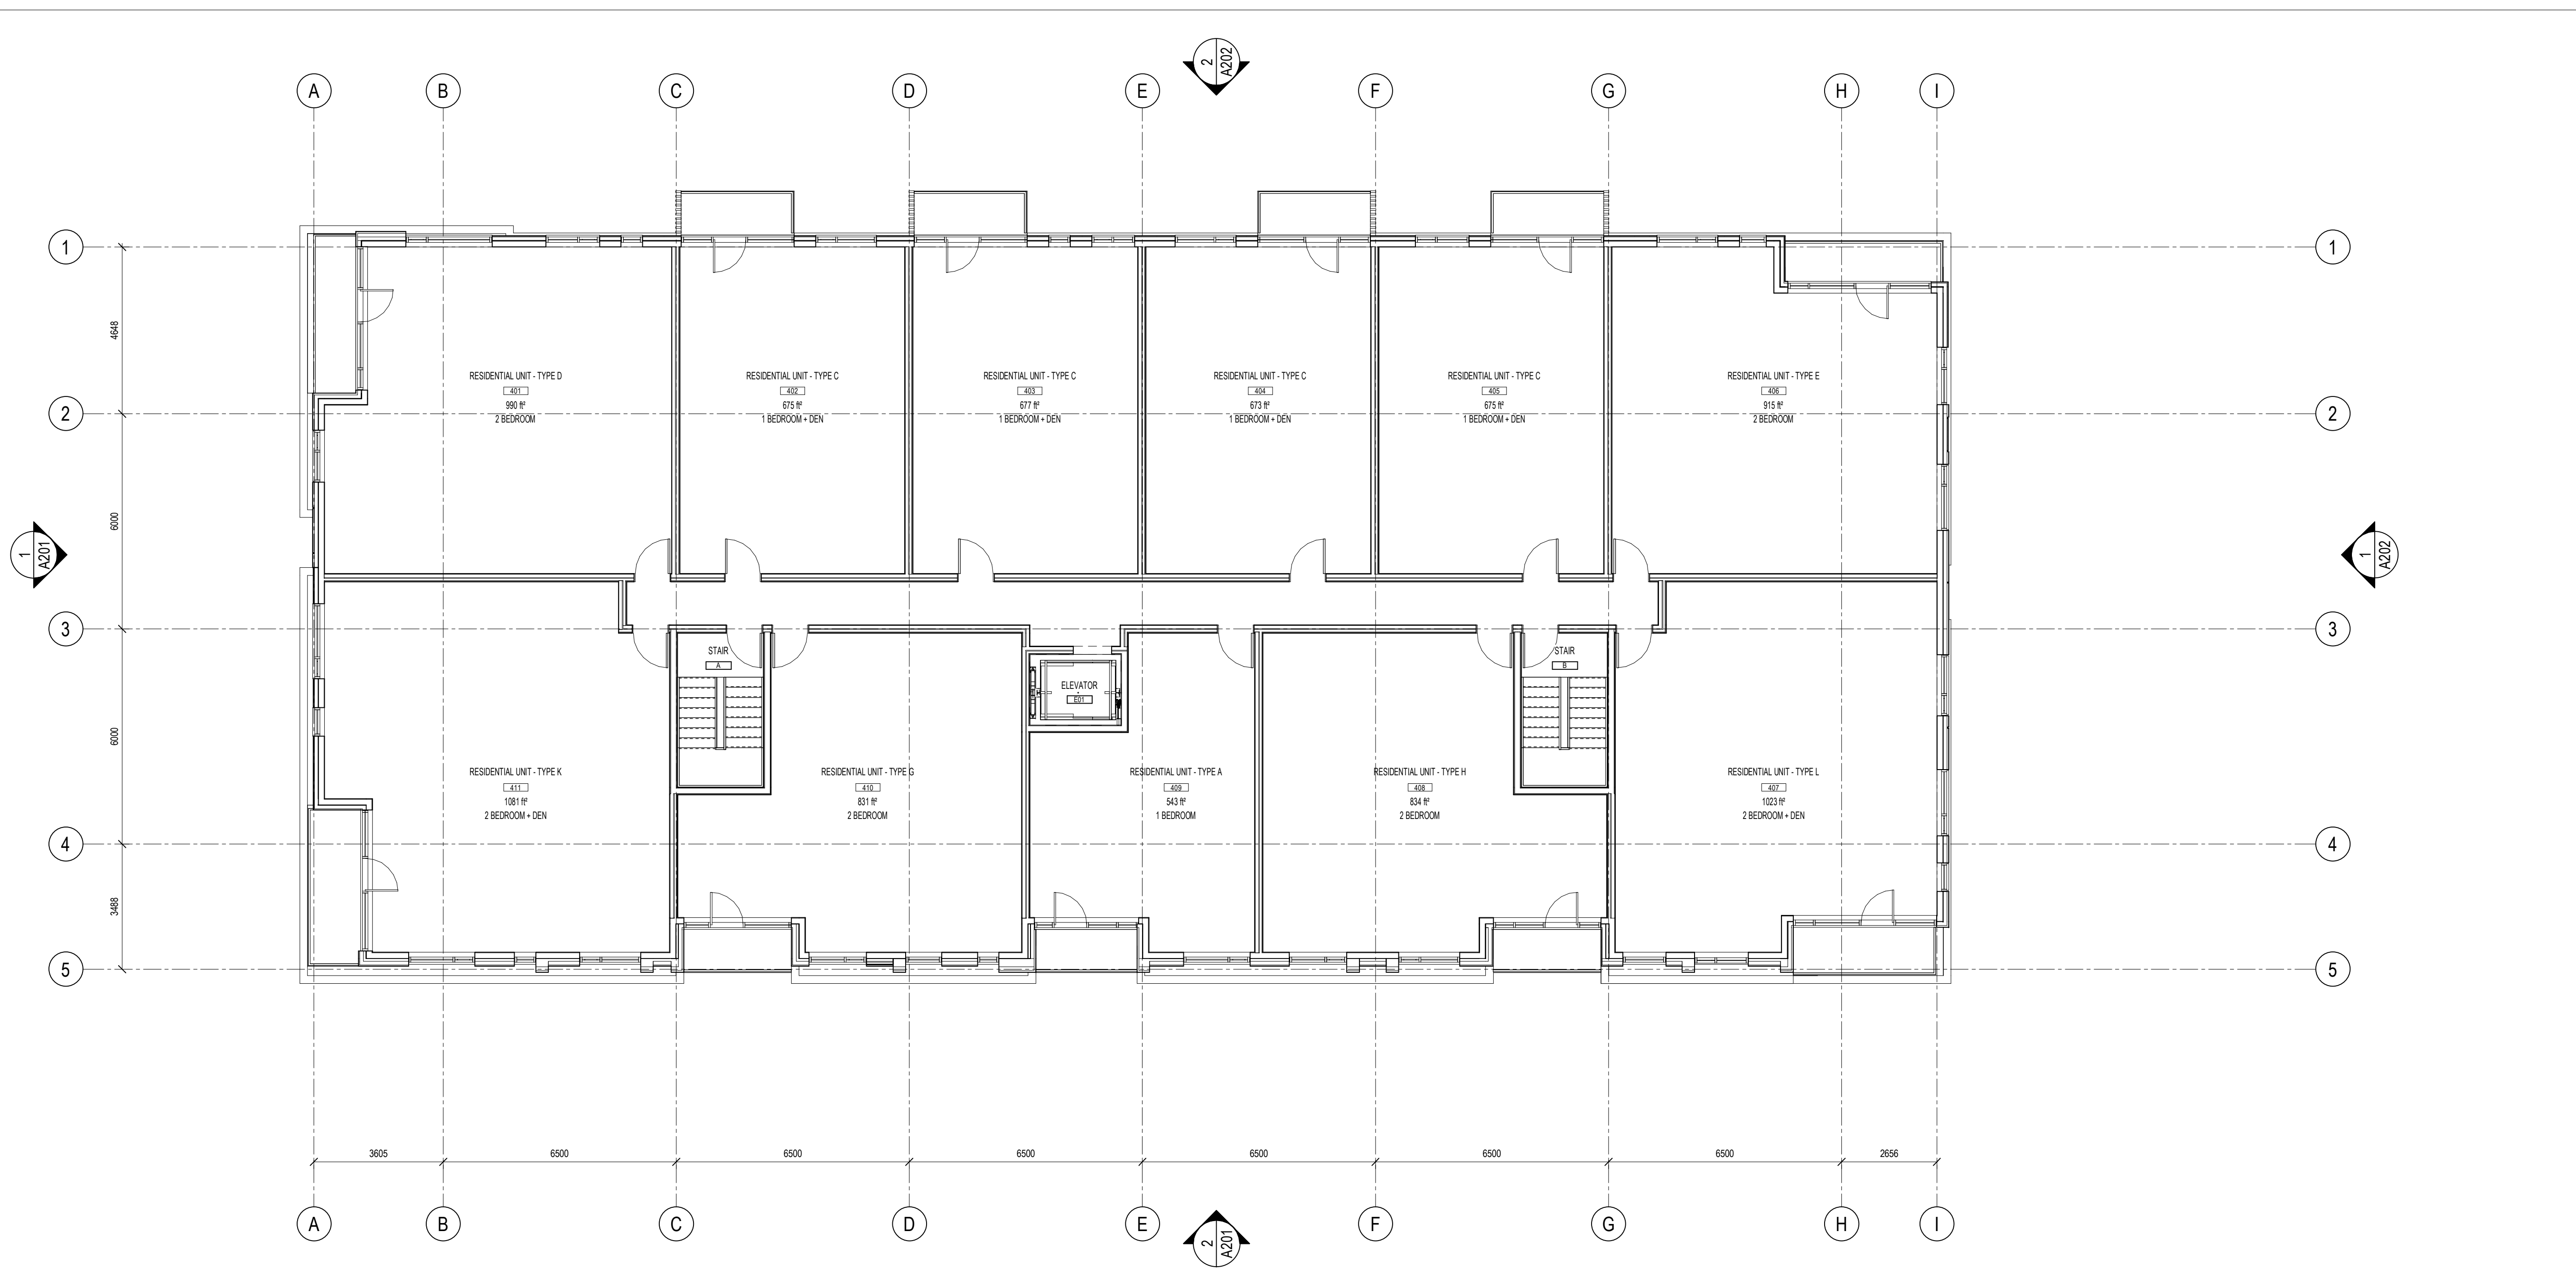 2
A202
A B C D E F G H I
1 1
4648
RESIDENTIAL UNIT - TYPE D
401
990 ft²
2 BEDROOM
RESIDENTIAL UNIT - TYPE C
402
675 ft²
1 BEDROOM + DEN
RESIDENTIAL UNIT - TYPE C
403
677 ft²
1 BEDROOM + DEN
RESIDENTIAL UNIT - TYPE C
404
673 ft²
1 BEDROOM + DEN
RESIDENTIAL UNIT - TYPE C
405
675 ft²
1 BEDROOM + DEN
RESIDENTIAL UNIT - TYPE E
406
915 ft²
2 BEDROOM
2 2
6000
1
A201
1
A202
3 3
STAIR
A
ELEVATOR
E01
STAIR
B
6000
RESIDENTIAL UNIT - TYPE K
411
1081 ft²
2 BEDROOM + DEN
RESIDENTIAL UNIT - TYPE G
410
831 ft²
2 BEDROOM
RESIDENTIAL UNIT - TYPE A
409
543 ft²
1 BEDROOM
RESIDENTIAL UNIT - TYPE H
408
834 ft²
2 BEDROOM
RESIDENTIAL UNIT - TYPE L
407
1023 ft²
2 BEDROOM + DEN
4 4
3488
5 5
3605 6500 6500 6500 6500 6500 6500 2656
A B C D E F G H I
2
A201